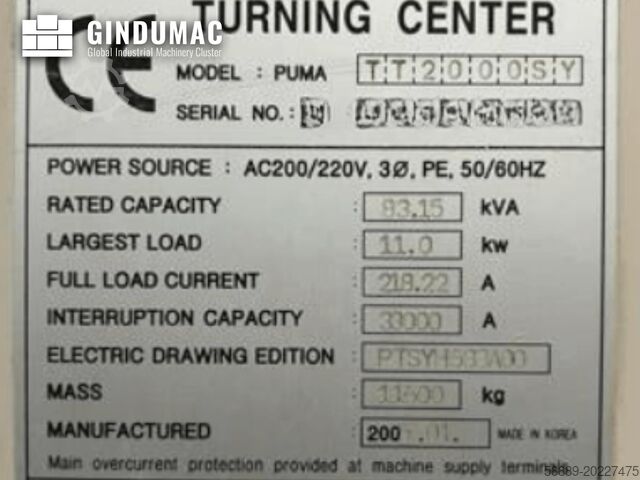 TURNING CENTER
GINDUMAC
Global Industrial Machinery Cluster
CE
MODEL : PUMA TT2000SY
SERIAL NO. :
POWER SOURCE : AC200/220V, 3Ø, PE, 50/60HZ
RATED CAPACITY : 83.15 kVA
LARGEST LOAD : 11.0 kw
FULL LOAD CURRENT : 218.22 A
INTERRUPTION CAPACITY : 33000 A
ELECTRIC DRAWING EDITION :
MASS : kg
MANUFACTURED : MADE IN KOREA
Main overcurrent protection provided at machine supply terminals
58889-20227475